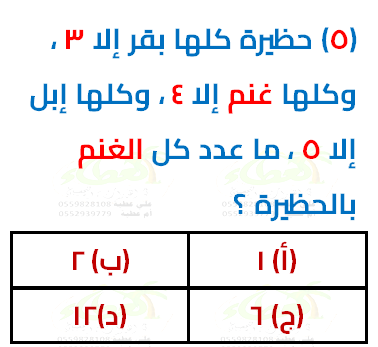 (٥) حظيرة كلها بقر إلا ٣ ،
وكلها غنم إلا ٤ ، وكلها إبل
إلا ٥ ، ما عدد كل الغنم
بالحظيرة ؟
(أ) ١
(ب) ٢
(ج) ٦
(د) ١٢